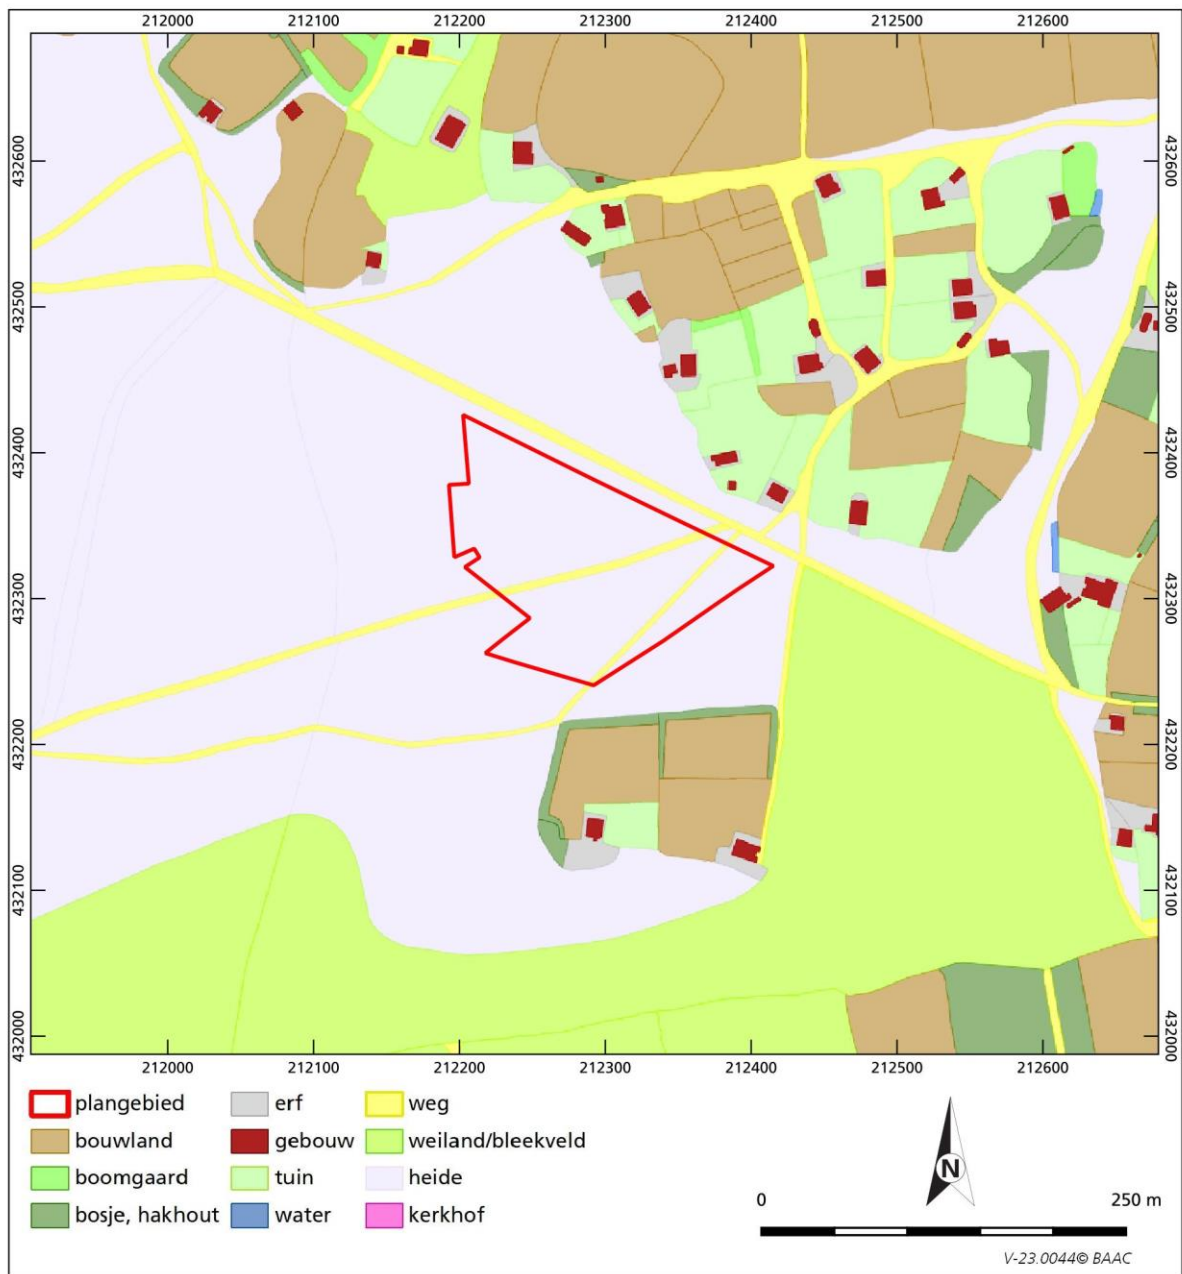 212000 212100 212200 212300 212400 212500 212600
432600 432600
432500 432500
432400 432400
432300 432300
432200 432200
432100 432100
432000 432000
212000 212100 212200 212300 212400 212500 212600
plangebied erf weg
bouwland gebouw weiland/bleekveld
boomgaard tuin heide
bosje, hakhout water kerkhof
N
0 250 m
V-23.0044© BAAC